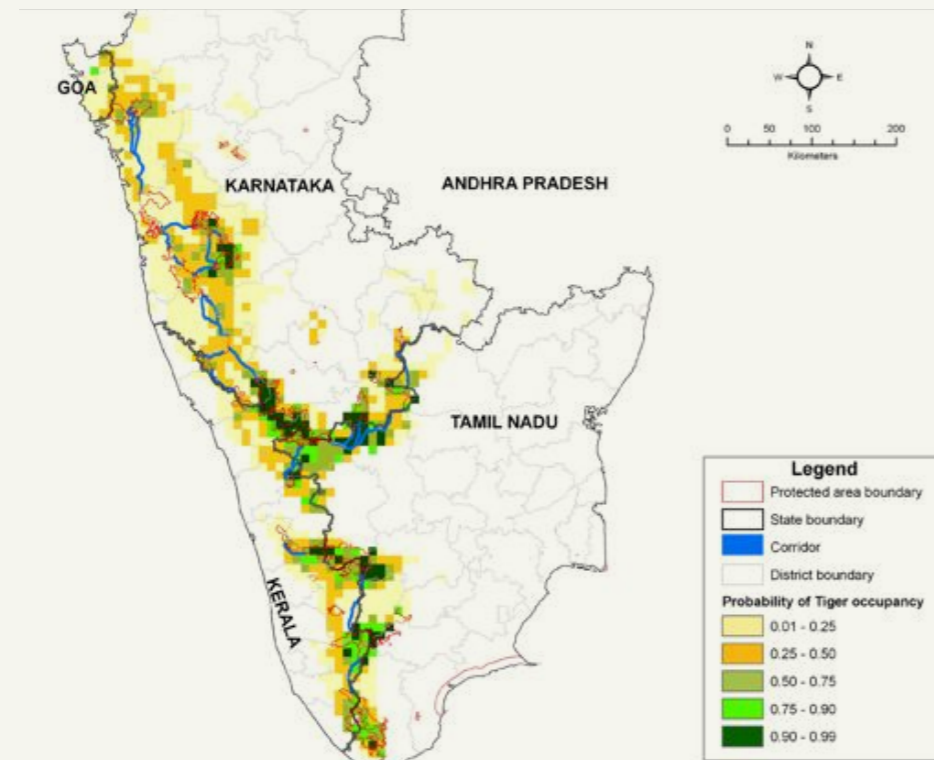 GOA
KARNATAKA
ANDHRA PRADESH
TAMIL NADU
KERALA
N
W E
S
0 50 100 200
Kilometers
Legend
Protected area boundary
State boundary
Corridor
District boundary
Probability of Tiger occupancy
0.01 - 0.25
0.25 - 0.50
0.50 - 0.75
0.75 - 0.90
0.90 - 0.99